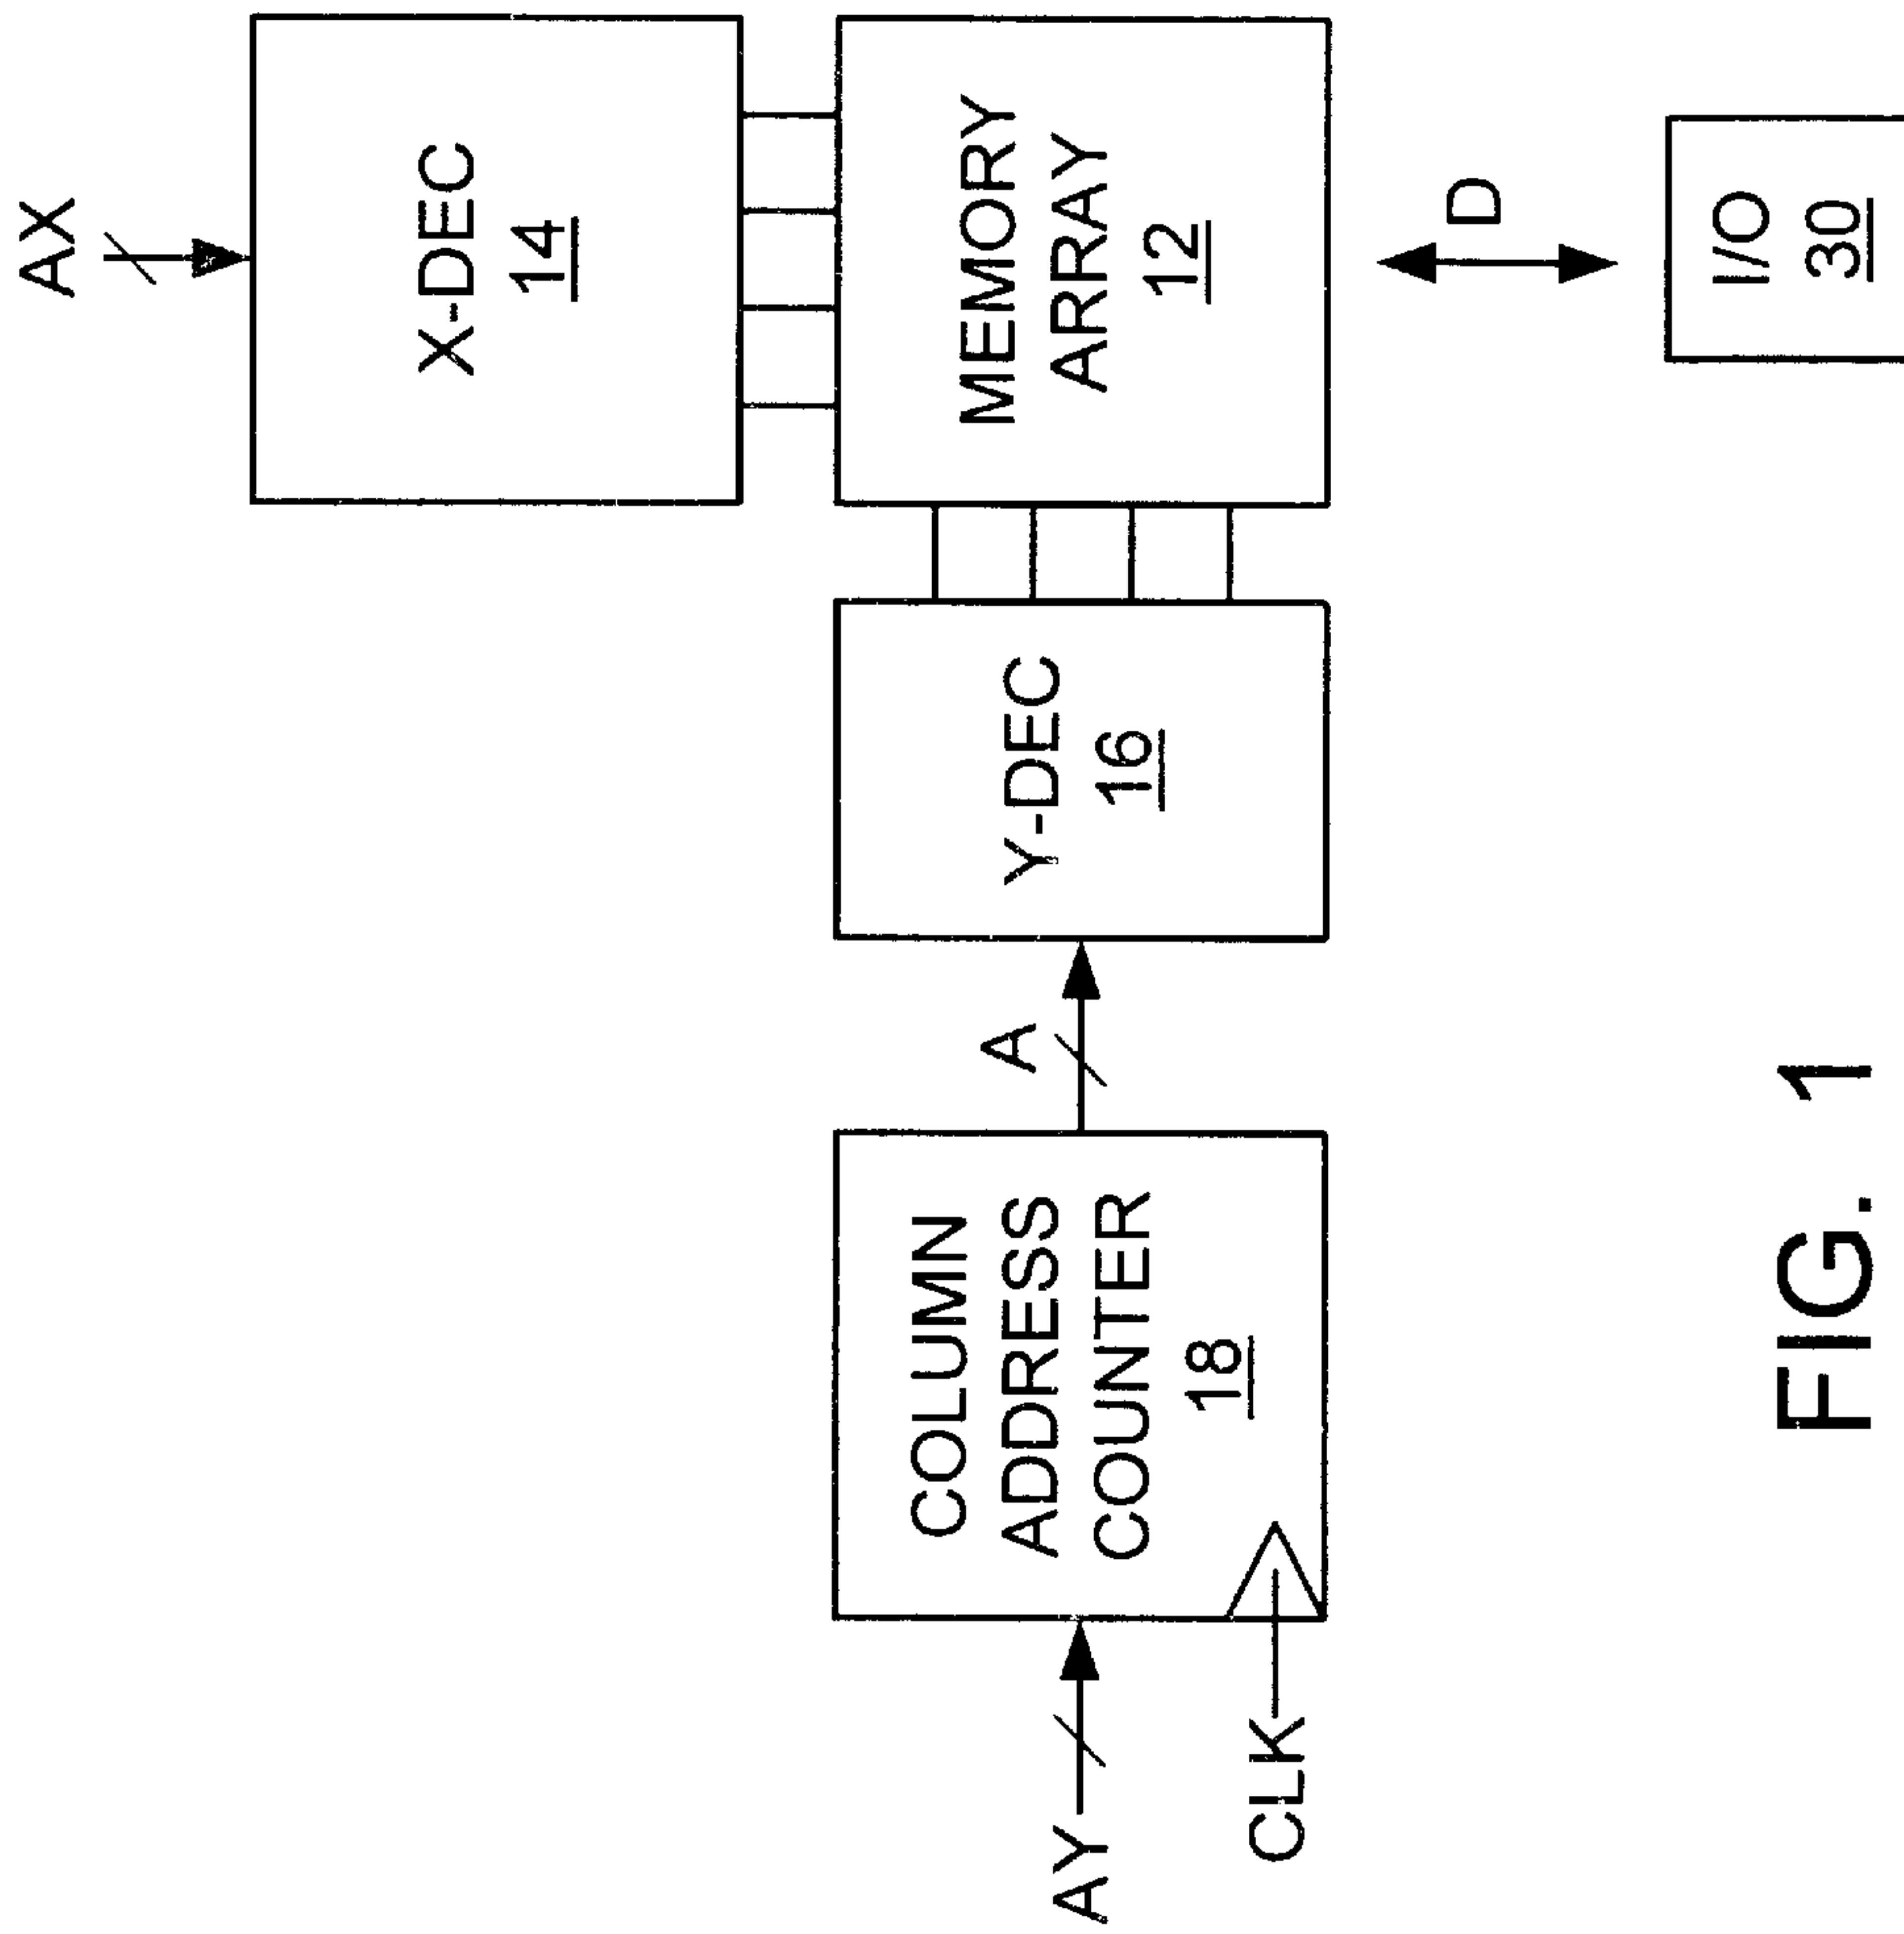 AX
X-DEC
14
MEMORY
ARRAY
12
D
I/O
30
Y-DEC
16
A
COLUMN
ADDRESS
COUNTER
18
AY
CLK
FIG. 1